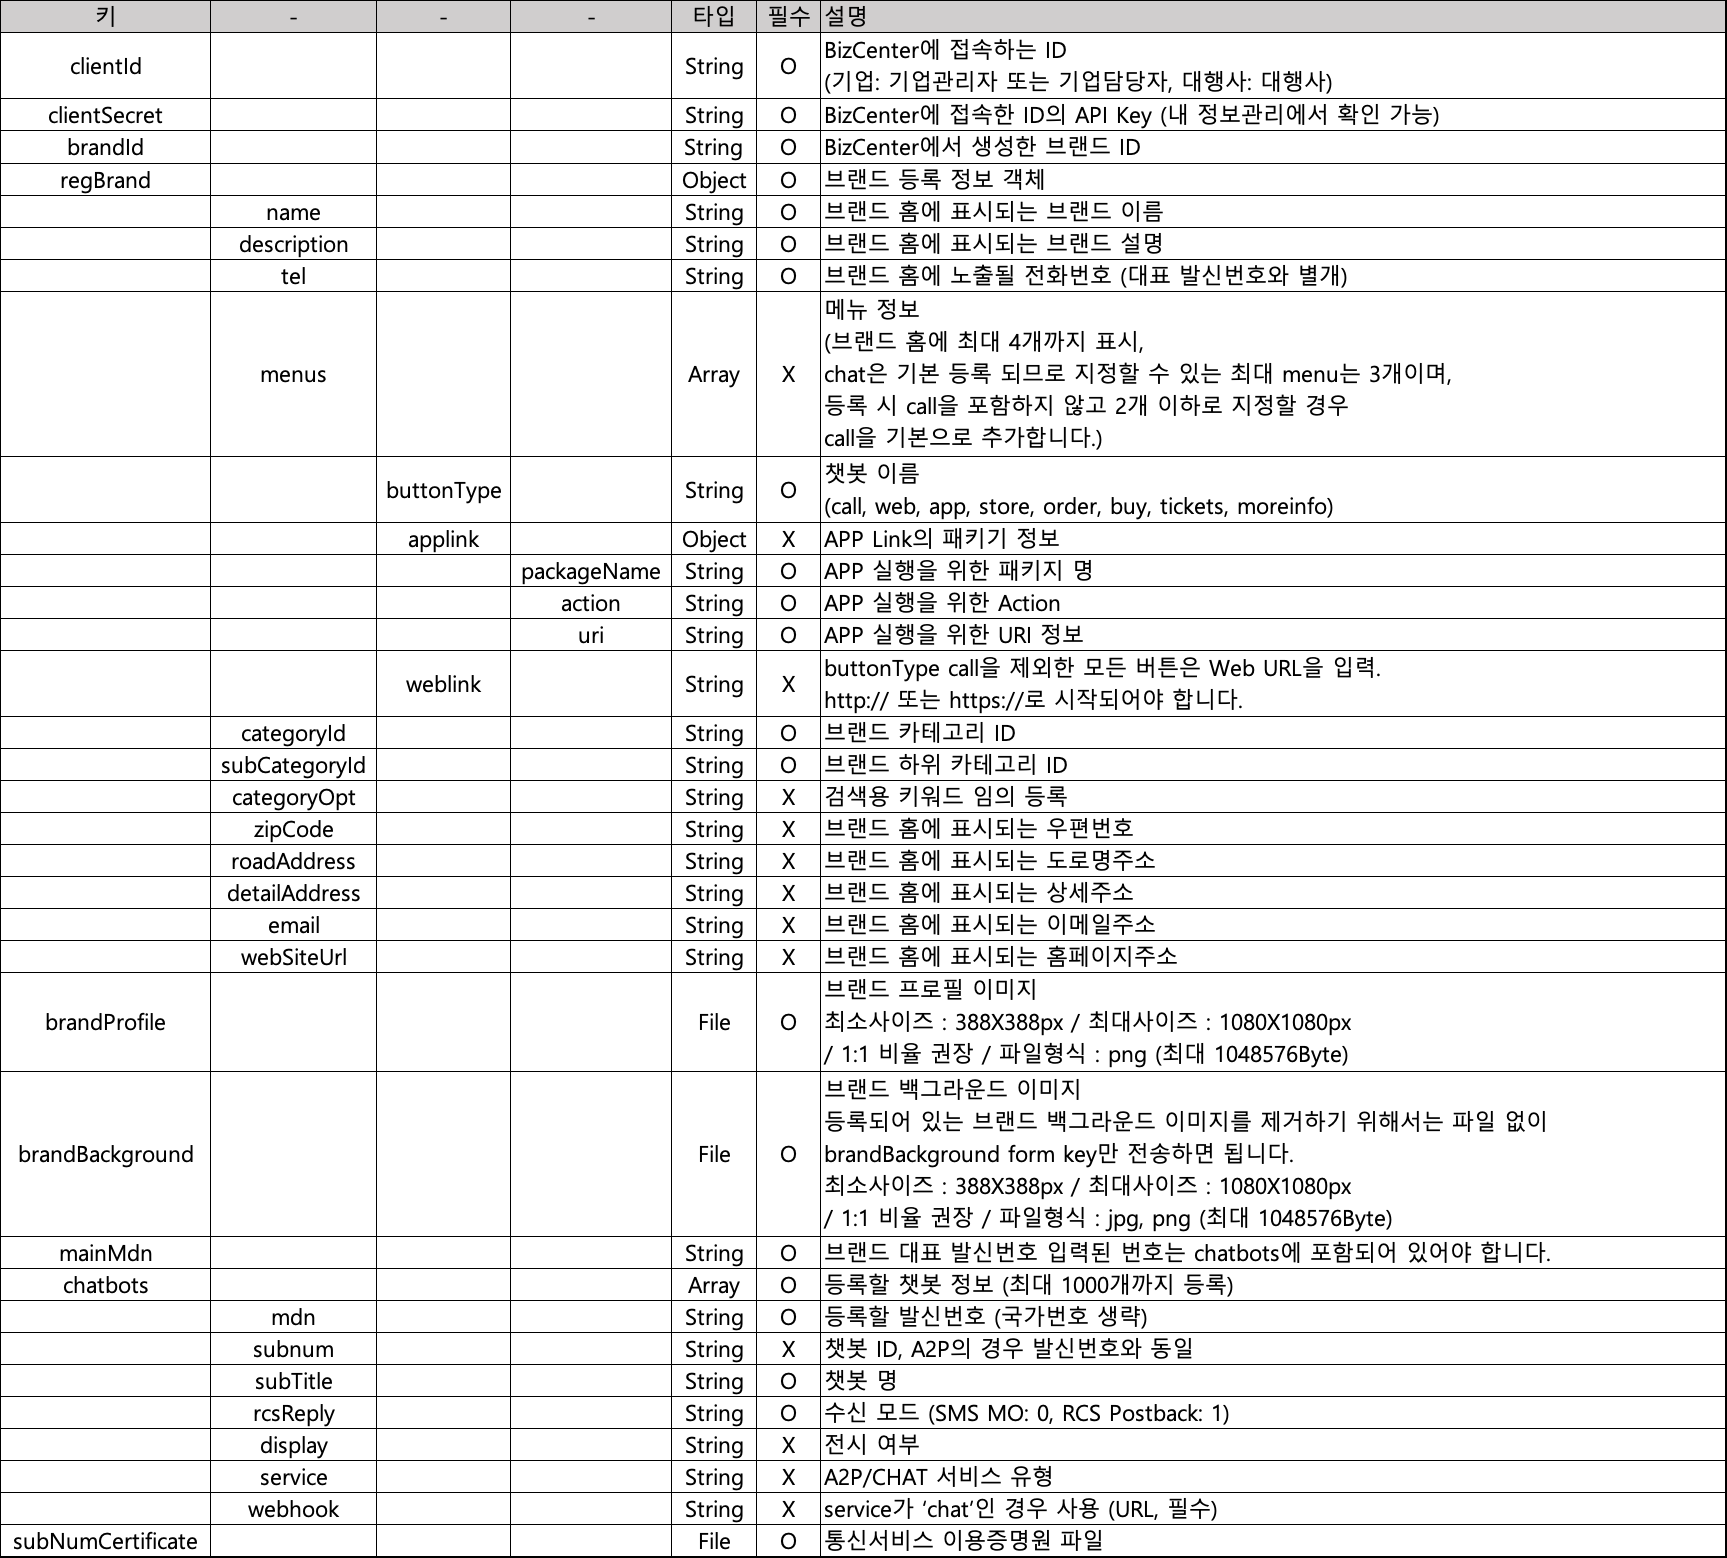 키 - - - 타입 필수 설명
clientId String O BizCenter에 접속하는 ID
(기업: 기업관리자 또는 기업담당자, 대행사: 대행사)
clientSecret String O BizCenter에 접속한 ID의 API Key (내 정보관리에서 확인 가능)
brandId String O BizCenter에서 생성한 브랜드 ID
regBrand Object O 브랜드 등록 정보 객체
name String O 브랜드 홈에 표시되는 브랜드 이름
description String O 브랜드 홈에 표시되는 브랜드 설명
tel String O 브랜드 홈에 노출될 전화번호 (대표 발신번호와 별개)
menus Array X 메뉴 정보
(브랜드 홈에 최대 4개까지 표시,
chat은 기본 등록 되므로 지정할 수 있는 최대 menu는 3개이며,
등록 시 call을 포함하지 않고 2개 이하로 지정할 경우
call을 기본으로 추가합니다.)
buttonType String O 챗봇 이름
(call, web, app, store, order, buy, tickets, moreinfo)
applink Object X APP Link의 패키기 정보
packageName String O APP 실행을 위한 패키지 명
action String O APP 실행을 위한 Action
uri String O APP 실행을 위한 URI 정보
weblink String X buttonType call을 제외한 모든 버튼은 Web URL을 입력.
http:// 또는 https://로 시작되어야 합니다.
categoryId String O 브랜드 카테고리 ID
subCategoryId String O 브랜드 하위 카테고리 ID
categoryOpt String X 검색용 키워드 임의 등록
zipCode String X 브랜드 홈에 표시되는 우편번호
roadAddress String X 브랜드 홈에 표시되는 도로명주소
detailAddress String X 브랜드 홈에 표시되는 상세주소
email String X 브랜드 홈에 표시되는 이메일주소
webSiteUrl String X 브랜드 홈에 표시되는 홈페이지주소
brandProfile File O 브랜드 프로필 이미지
최소사이즈 : 388X388px / 최대사이즈 : 1080X1080px
/ 1:1 비율 권장 / 파일형식 : png (최대 1048576Byte)
brandBackground File O 브랜드 백그라운드 이미지
등록되어 있는 브랜드 백그라운드 이미지를 제거하기 위해서는 파일 없이
brandBackground form key만 전송하면 됩니다.
최소사이즈 : 388X388px / 최대사이즈 : 1080X1080px
/ 1:1 비율 권장 / 파일형식 : jpg, png (최대 1048576Byte)
mainMdn String O 브랜드 대표 발신번호 입력된 번호는 chatbots에 포함되어 있어야 합니다.
chatbots Array O 등록할 챗봇 정보 (최대 1000개까지 등록)
mdn String O 등록할 발신번호 (국가번호 생략)
subnum String X 챗봇 ID, A2P의 경우 발신번호와 동일
subTitle String O 챗봇 명
rcsReply String O 수신 모드 (SMS MO: 0, RCS Postback: 1)
display String X 전시 여부
service String X A2P/CHAT 서비스 유형
webhook String X service가 ‘chat’인 경우 사용 (URL, 필수)
subNumCertificate File O 통신서비스 이용증명원 파일